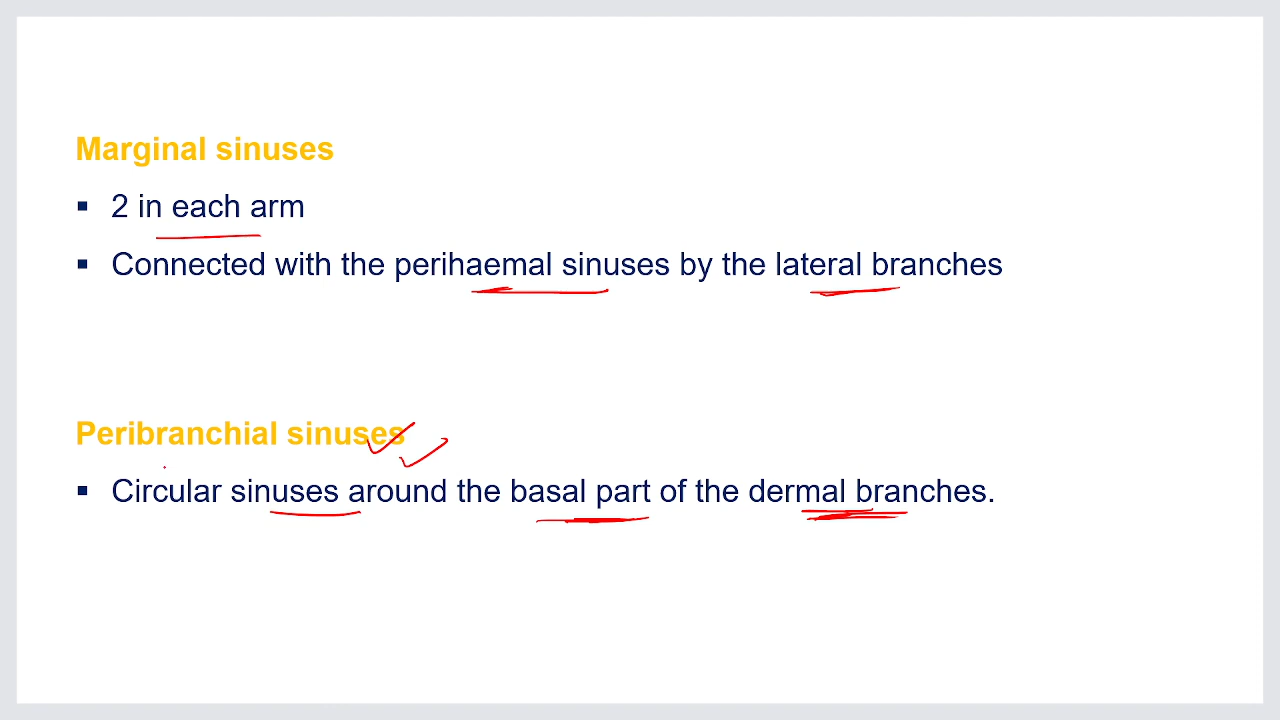 Marginal sinuses
▪ 2 in each arm
▪ Connected with the perihaemal sinuses by the lateral branches
Peribranchial sinuses
▪ Circular sinuses around the basal part of the dermal branches.